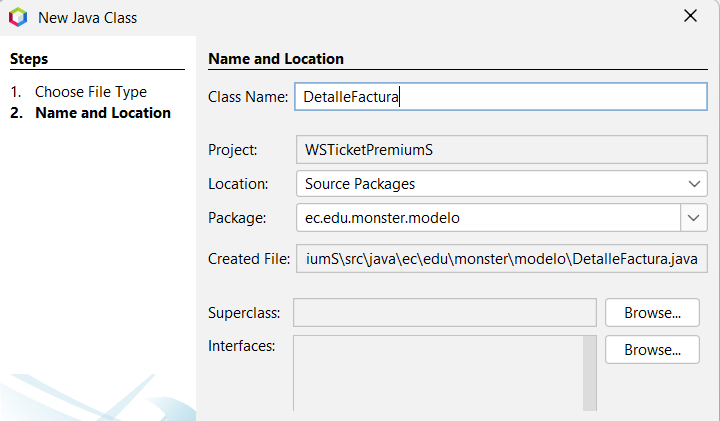 New Java Class
Steps
1. Choose File Type
2. Name and Location
Name and Location
Class Name: DetalleFactura
Project: WSTicketPremiumS
Location: Source Packages
Package: ec.edu.monster.modelo
Created File: iumS\src\java\ec\edu\monster\modelo\DetalleFactura.java
Superclass: Browse...
Interfaces: Browse...